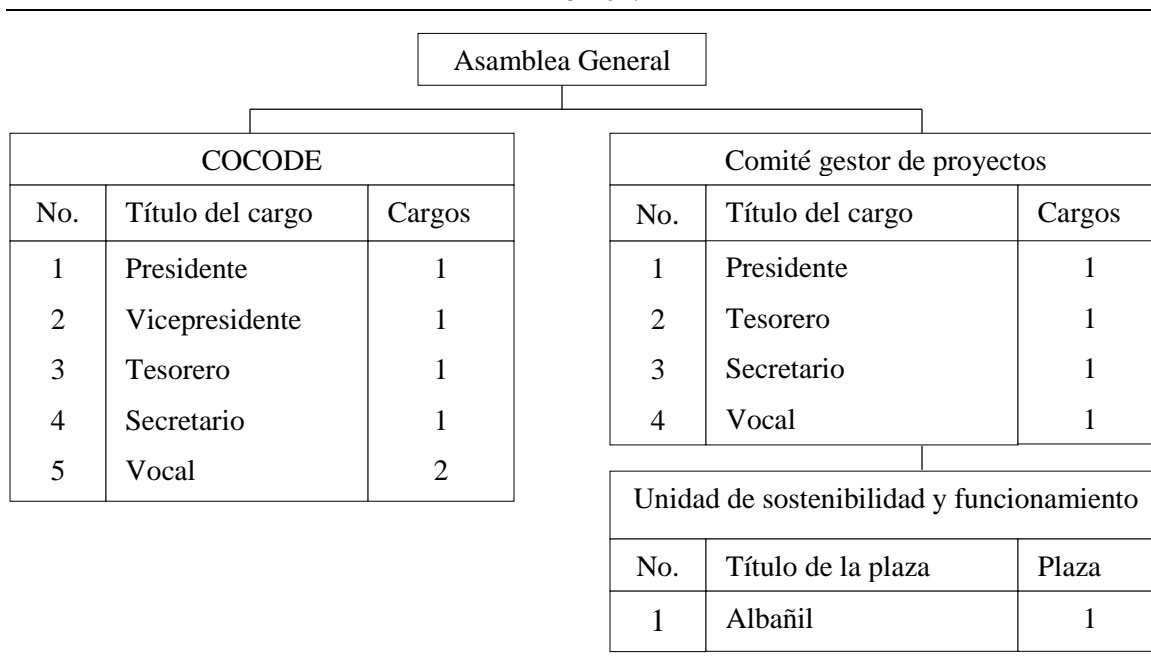 Asamblea General
COCODE
No. Título del cargo Cargos
1 Presidente 1
2 Vicepresidente 1
3 Tesorero 1
4 Secretario 1
5 Vocal 2
Comité gestor de proyectos
No. Título del cargo Cargos
1 Presidente 1
2 Tesorero 1
3 Secretario 1
4 Vocal 1
Unidad de sostenibilidad y funcionamiento
No. Título de la plaza Plaza
1 Albañil 1